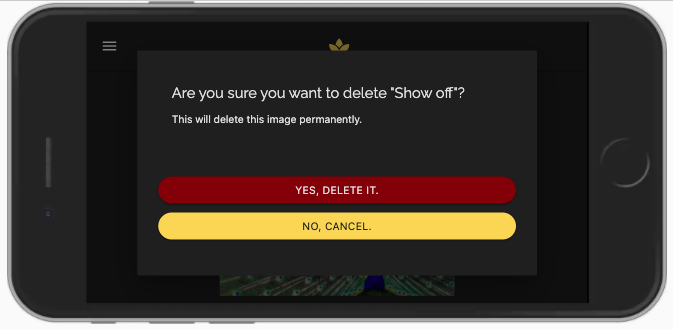 Are you sure you want to delete "Show off"?
This will delete this image permanently.
YES, DELETE IT.
NO, CANCEL.